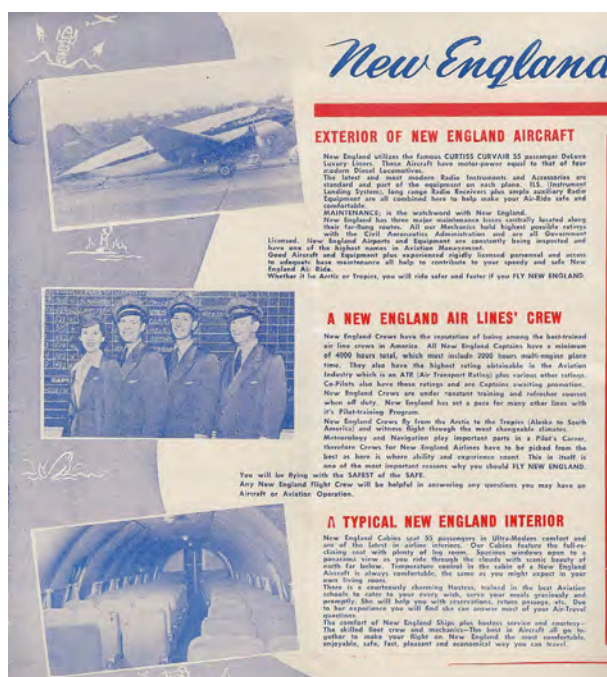 New England
EXTERIOR OF NEW ENGLAND AIRCRAFT
New England utilizes the famous CURTISS CURVAIR 55 passenger DeLuxe
Luxury Liners. These Aircraft have motor-power equal to that of four
modern Diesel Locomotives.
The latest and most modern Radio Instruments and Accessories are
standard and part of the equipment on each plane. ILS. (Instrument
Landing System), long range Radio Receivers plus ample auxiliary Radio
Equipment are all combined here to help make your Air-Ride safe and
comfortable.
MAINTENANCE; is the watchword with New England.
New England has three major maintenance bases centrally located along
their far-flung routes. All our Mechanics hold highest possible ratings
with the Civil Aeronautics Administration and are all Government
Licensed. New England Airports and Equipment are constantly being inspected and
have one of the highest names in Aviation Management.
Good Aircraft and Equipment plus experienced rigidly licensed personnel and access
to adequate base maintenance all help to contribute to your speedy and safe New
England Air Ride.
Whether it be Arctic or Tropics, you will ride safer and faster if you FLY NEW ENGLAND.
A NEW ENGLAND AIR LINES' CREW
New England Crews have the reputation of being among the best-trained
air line crews in America. All New England Captains have a minimum
of 4000 hours total, which must include 2000 hours multi-engine plane
time. They also have the highest rating obtainable in the Aviation
Industry which is an ATR (Air Transport Rating) plus various other ratings.
Co-Pilots also have these ratings and are Captains awaiting promotion.
New England Crews are under constant training and refresher courses
when off duty. New England has set a pace for many other lines with
it's Pilot-training Program.
New England Crews fly from the Arctic to the Tropics (Alaska to South
America) and witness flight through the most changeable climates.
Meteorology and Navigation play important parts in a Pilot's Career,
therefore Crews for New England Airlines have to be picked from the
best as here is where ability and experience count. This in itself is
one of the most important reasons why you should FLY NEW ENGLAND.
You will be flying with the SAFEST of the SAFE.
Any New England Flight Crew will be helpful in answering any questions you may have on
Aircraft or Aviation Operation.
A TYPICAL NEW ENGLAND INTERIOR
New England Cabins seat 55 passengers in Ultra-Modern comfort and
are of the latest in airline interiors. Our Cabins feature the full-re-
clining seat with plenty of leg room. Spacious windows open to a
panorama view as you ride through the clouds with scenic beauty of
earth far below. Temperature control in the cabin of a New England
Aircraft is always comfortable, the same as you might expect in your
own living room.
There is a courteously charming Hostess, trained in the best Aviation
schools to cater to your every wish, serve your meals graciously and
promptly. She will help you with reservations, return passage, etc. Due
to her experience you will find she can answer most of your Air-Travel
questions.
The comfort of New England Ships plus hostess service and courtesy—
The skilled fleet crew and mechanics—The best in Aircraft all go to-
gether to make your flight on New England the most comfortable,
enjoyable, safe, fast, pleasant and economical way you can travel.